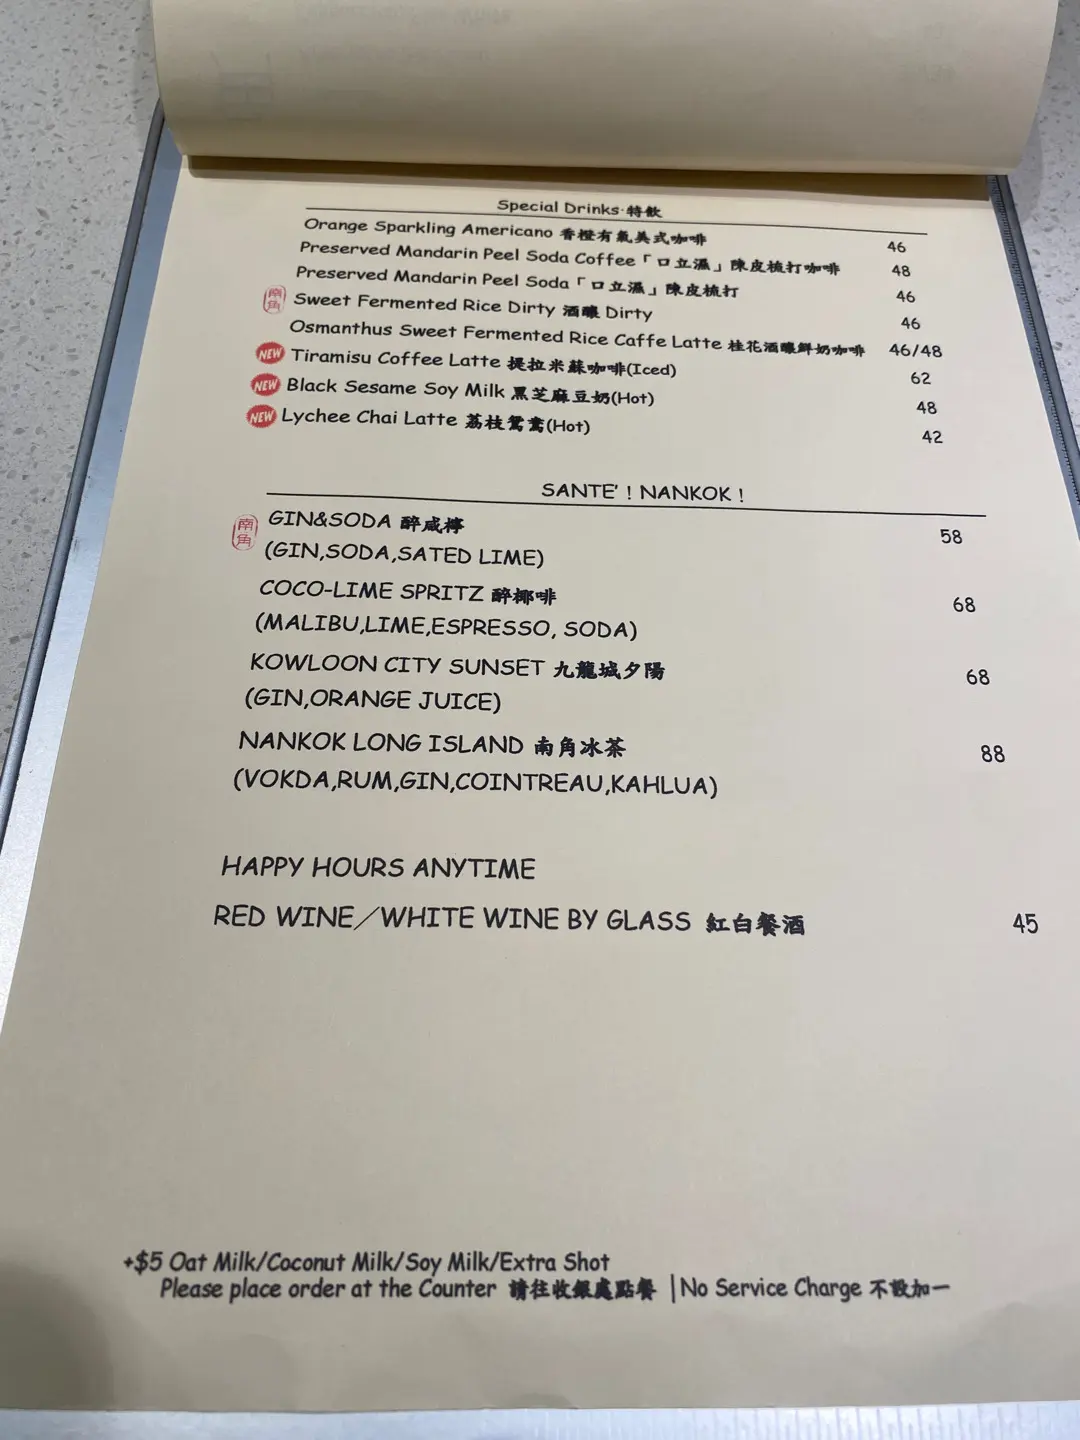 Special Drinks·特飲
Orange Sparkling Americano 香橙有氣美式咖啡 46
Preserved Mandarin Peel Soda Coffee「口立濕」陳皮梳打咖啡 48
Preserved Mandarin Peel Soda「口立濕」陳皮梳打 46
南角 Sweet Fermented Rice Dirty 酒釀 Dirty 46
Osmanthus Sweet Fermented Rice Caffe Latte 桂花酒釀鮮奶咖啡 46/48
NEW Tiramisu Coffee Latte 提拉米蘇咖啡(Iced) 62
NEW Black Sesame Soy Milk 黑芝麻豆奶(Hot) 48
NEW Lychee Chai Latte 荔枝鴛鴦(Hot) 42
SANTE'！NANKOK！
南角 GIN&SODA 醉咸檸 58
(GIN,SODA,SATED LIME)
COCO-LIME SPRITZ 醉椰啡 68
(MALIBU,LIME,ESPRESSO, SODA)
KOWLOON CITY SUNSET 九龍城夕陽 68
(GIN,ORANGE JUICE)
NANKOK LONG ISLAND 南角冰茶 88
(VOKDA,RUM,GIN,COINTREAU,KAHLUA)
HAPPY HOURS ANYTIME
RED WINE／WHITE WINE BY GLASS 紅白餐酒 45
+$5 Oat Milk/Coconut Milk/Soy Milk/Extra Shot
Please place order at the Counter 請往收銀處點餐 |No Service Charge 不設加一